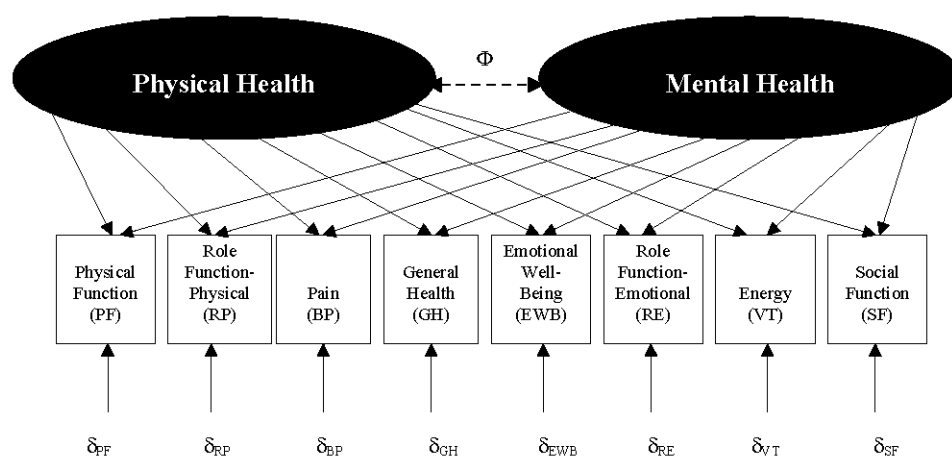 Physical Health
Φ
Mental Health
Physical
Function
(PF)
Role
Function-
Physical
(RP)
Pain
(BP)
General
Health
(GH)
Emotional
Well-
Being
(EWB)
Role
Function-
Emotional
(RE)
Energy
(VT)
Social
Function
(SF)
δPF
δRP
δBP
δGH
δEWB
δRE
δVT
δSF